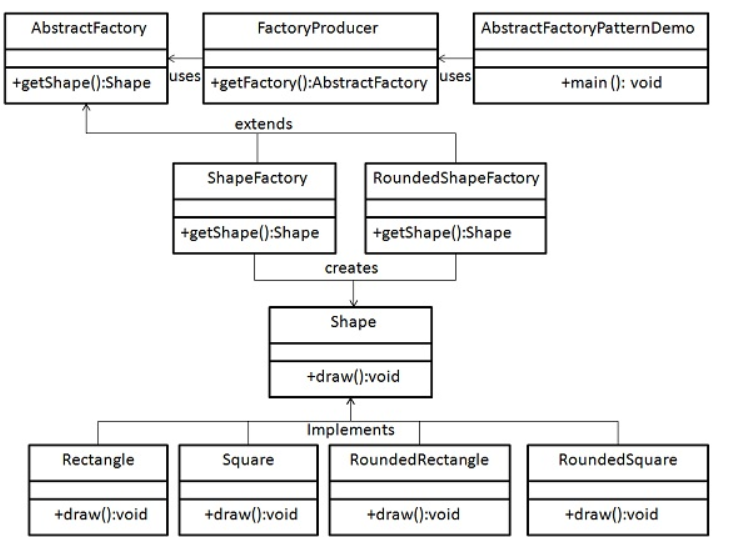 AbstractFactory
+getShape():Shape
uses
FactoryProducer
+getFactory():AbstractFactory
uses
AbstractFactoryPatternDemo
+main (): void
extends
ShapeFactory
+getShape():Shape
RoundedShapeFactory
+getShape():Shape
creates
Shape
+draw():void
Implements
Rectangle
+draw():void
Square
+draw():void
RoundedRectangle
+draw():void
RoundedSquare
+draw():void